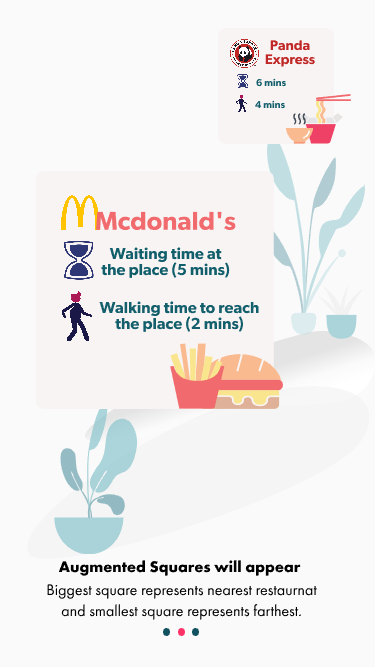 Panda
Express
6 mins
4 mins
Mcdonald's
Waiting time at
the place (5 mins)
Walking time to reach
the place (2 mins)
Augmented Squares will appear
Biggest square represents nearest restaurnat
and smallest square represents farthest.